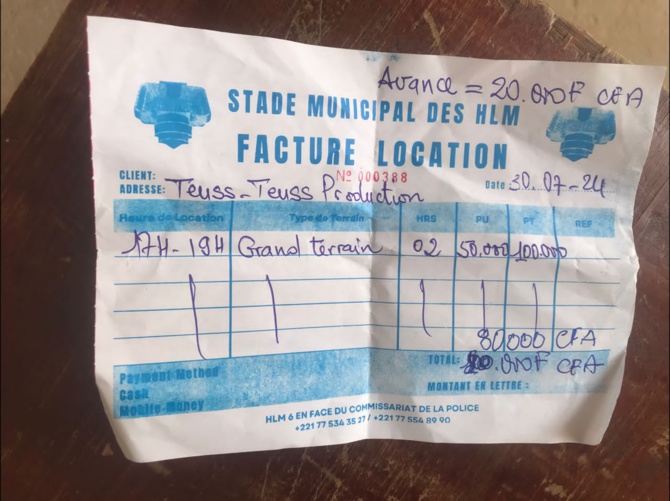 Avance = 20.000F CFA
STADE MUNICIPAL DES HLM
FACTURE LOCATION
N° 000388
CLIENT:
ADRESSE: Teuss-Teuss Production
Date 30.07-24
Heure de Location Type de Terrain HRS PU PT REF
17H-19H Grand terrain 02 50.000 100.000
80,000 CFA
TOTAL: 20.000F CFA
MONTANT EN LETTRE :
Payment Method
Cash
Mobile-Money
HLM 6 EN FACE DU COMMISSARIAT DE LA POLICE
+221 77 534 35 27 / +221 77 554 89 90